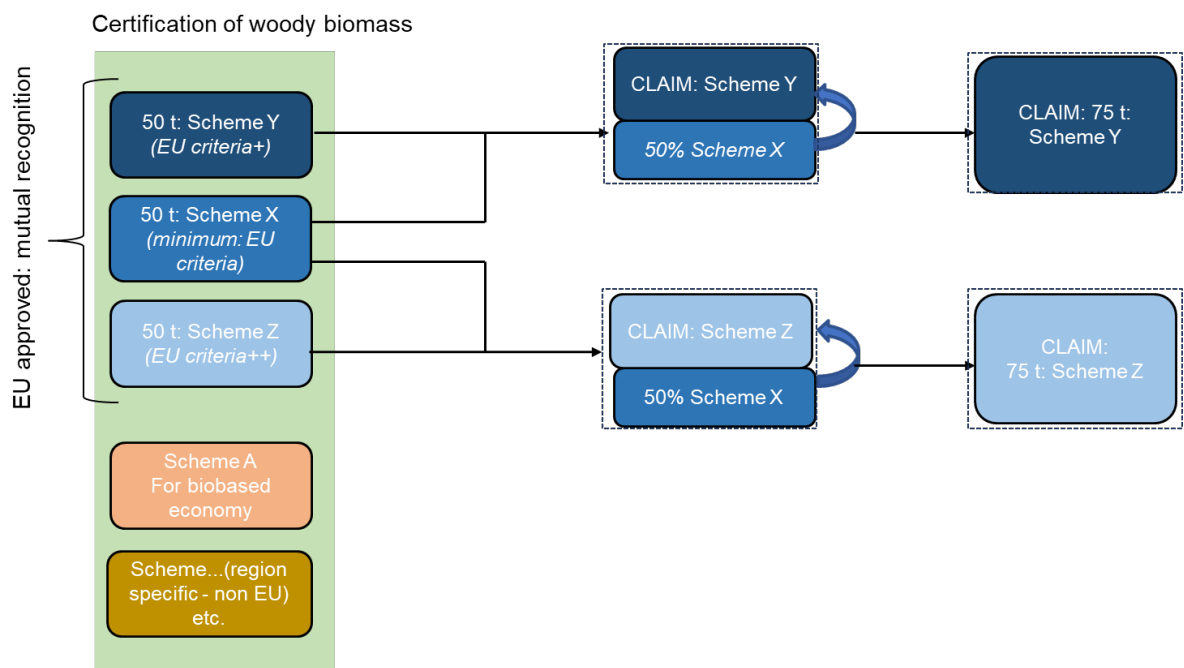 Certification of woody biomass
EU approved: mutual recognition
50 t: Scheme Y
(EU criteria+)
50 t: Scheme X
(minimum: EU
criteria)
50 t: Scheme Z
(EU criteria++)
Scheme A
For biobased
economy
Scheme...(region
specific - non EU)
etc.
CLAIM: Scheme Y
50% Scheme X
CLAIM: 75 t:
Scheme Y
CLAIM: Scheme Z
50% Scheme X
CLAIM:
75 t: Scheme Z